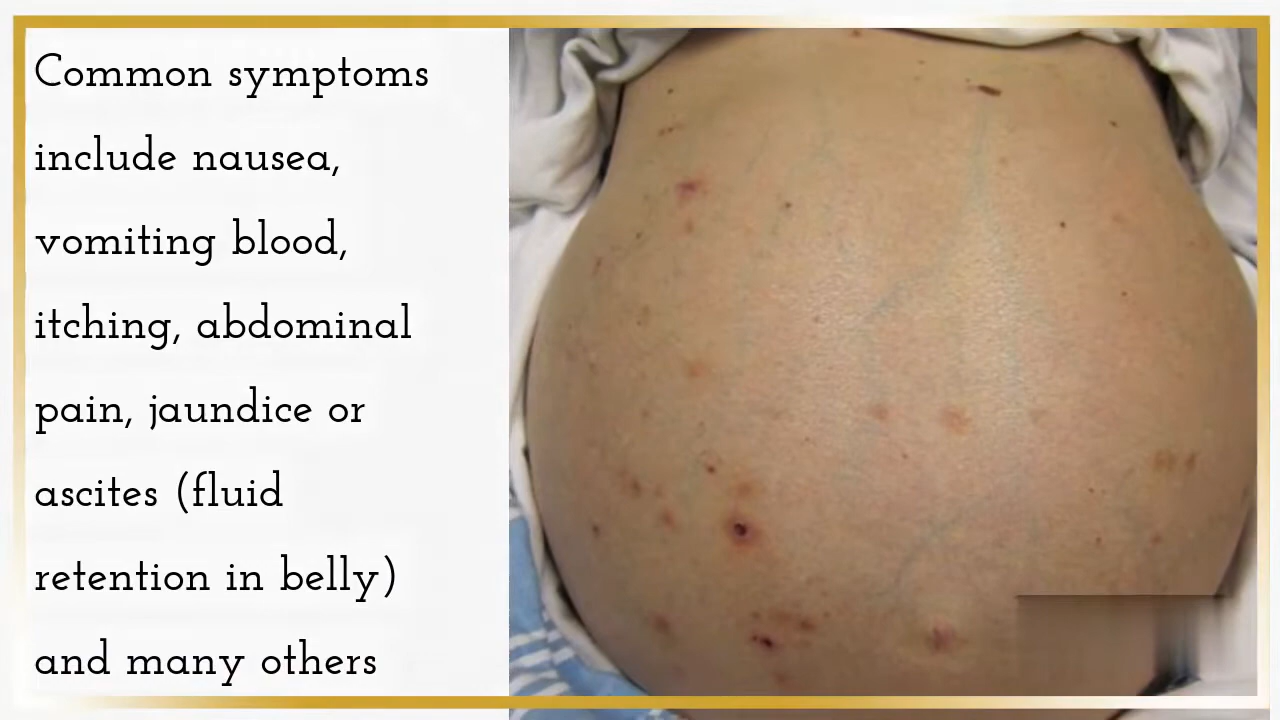 Common symptoms
include nausea,
vomiting blood,
itching, abdominal
pain, jaundice or
ascites (fluid
retention in belly)
and many others